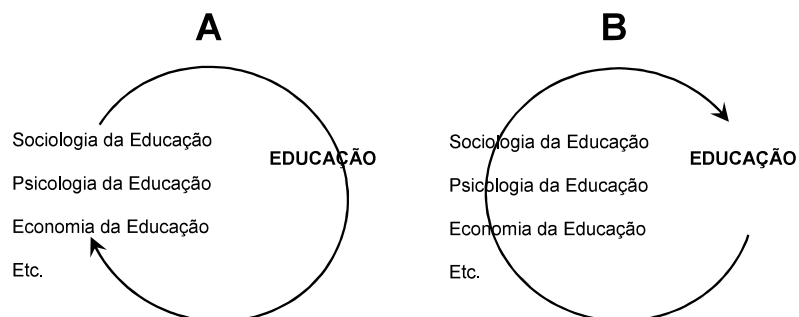 A
Sociologia da Educação
EDUCAÇÃO
Psicologia da Educação
Economia da Educação
Etc.
B
Sociologia da Educação
EDUCAÇÃO
Psicologia da Educação
Economia da Educação
Etc.